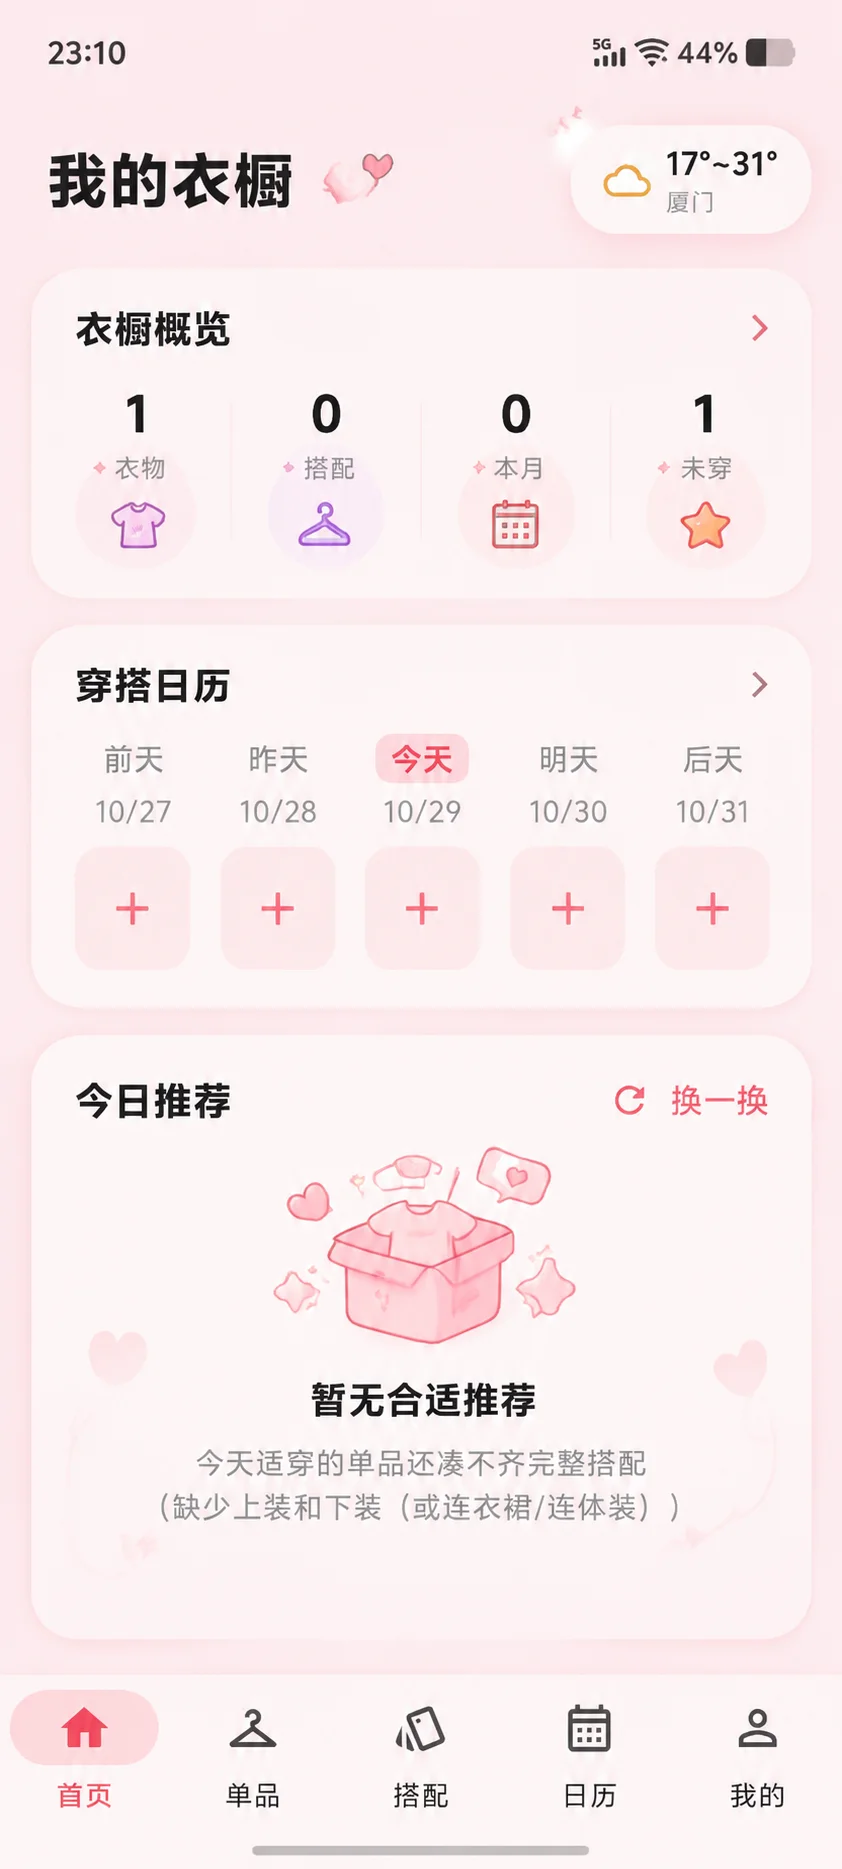 23:10
5G 44%
我的衣橱
17°~31°
厦门
衣橱概览
1 0 0 1
衣物 搭配 本月 未穿
穿搭日历
前天 昨天 今天 明天 后天
10/27 10/28 10/29 10/30 10/31
+ + + + +
今日推荐 换一换
暂无合适推荐
今天适穿的单品还凑不齐完整搭配
（缺少上装和下装（或连衣裙/连体装））
首页 单品 搭配 日历 我的